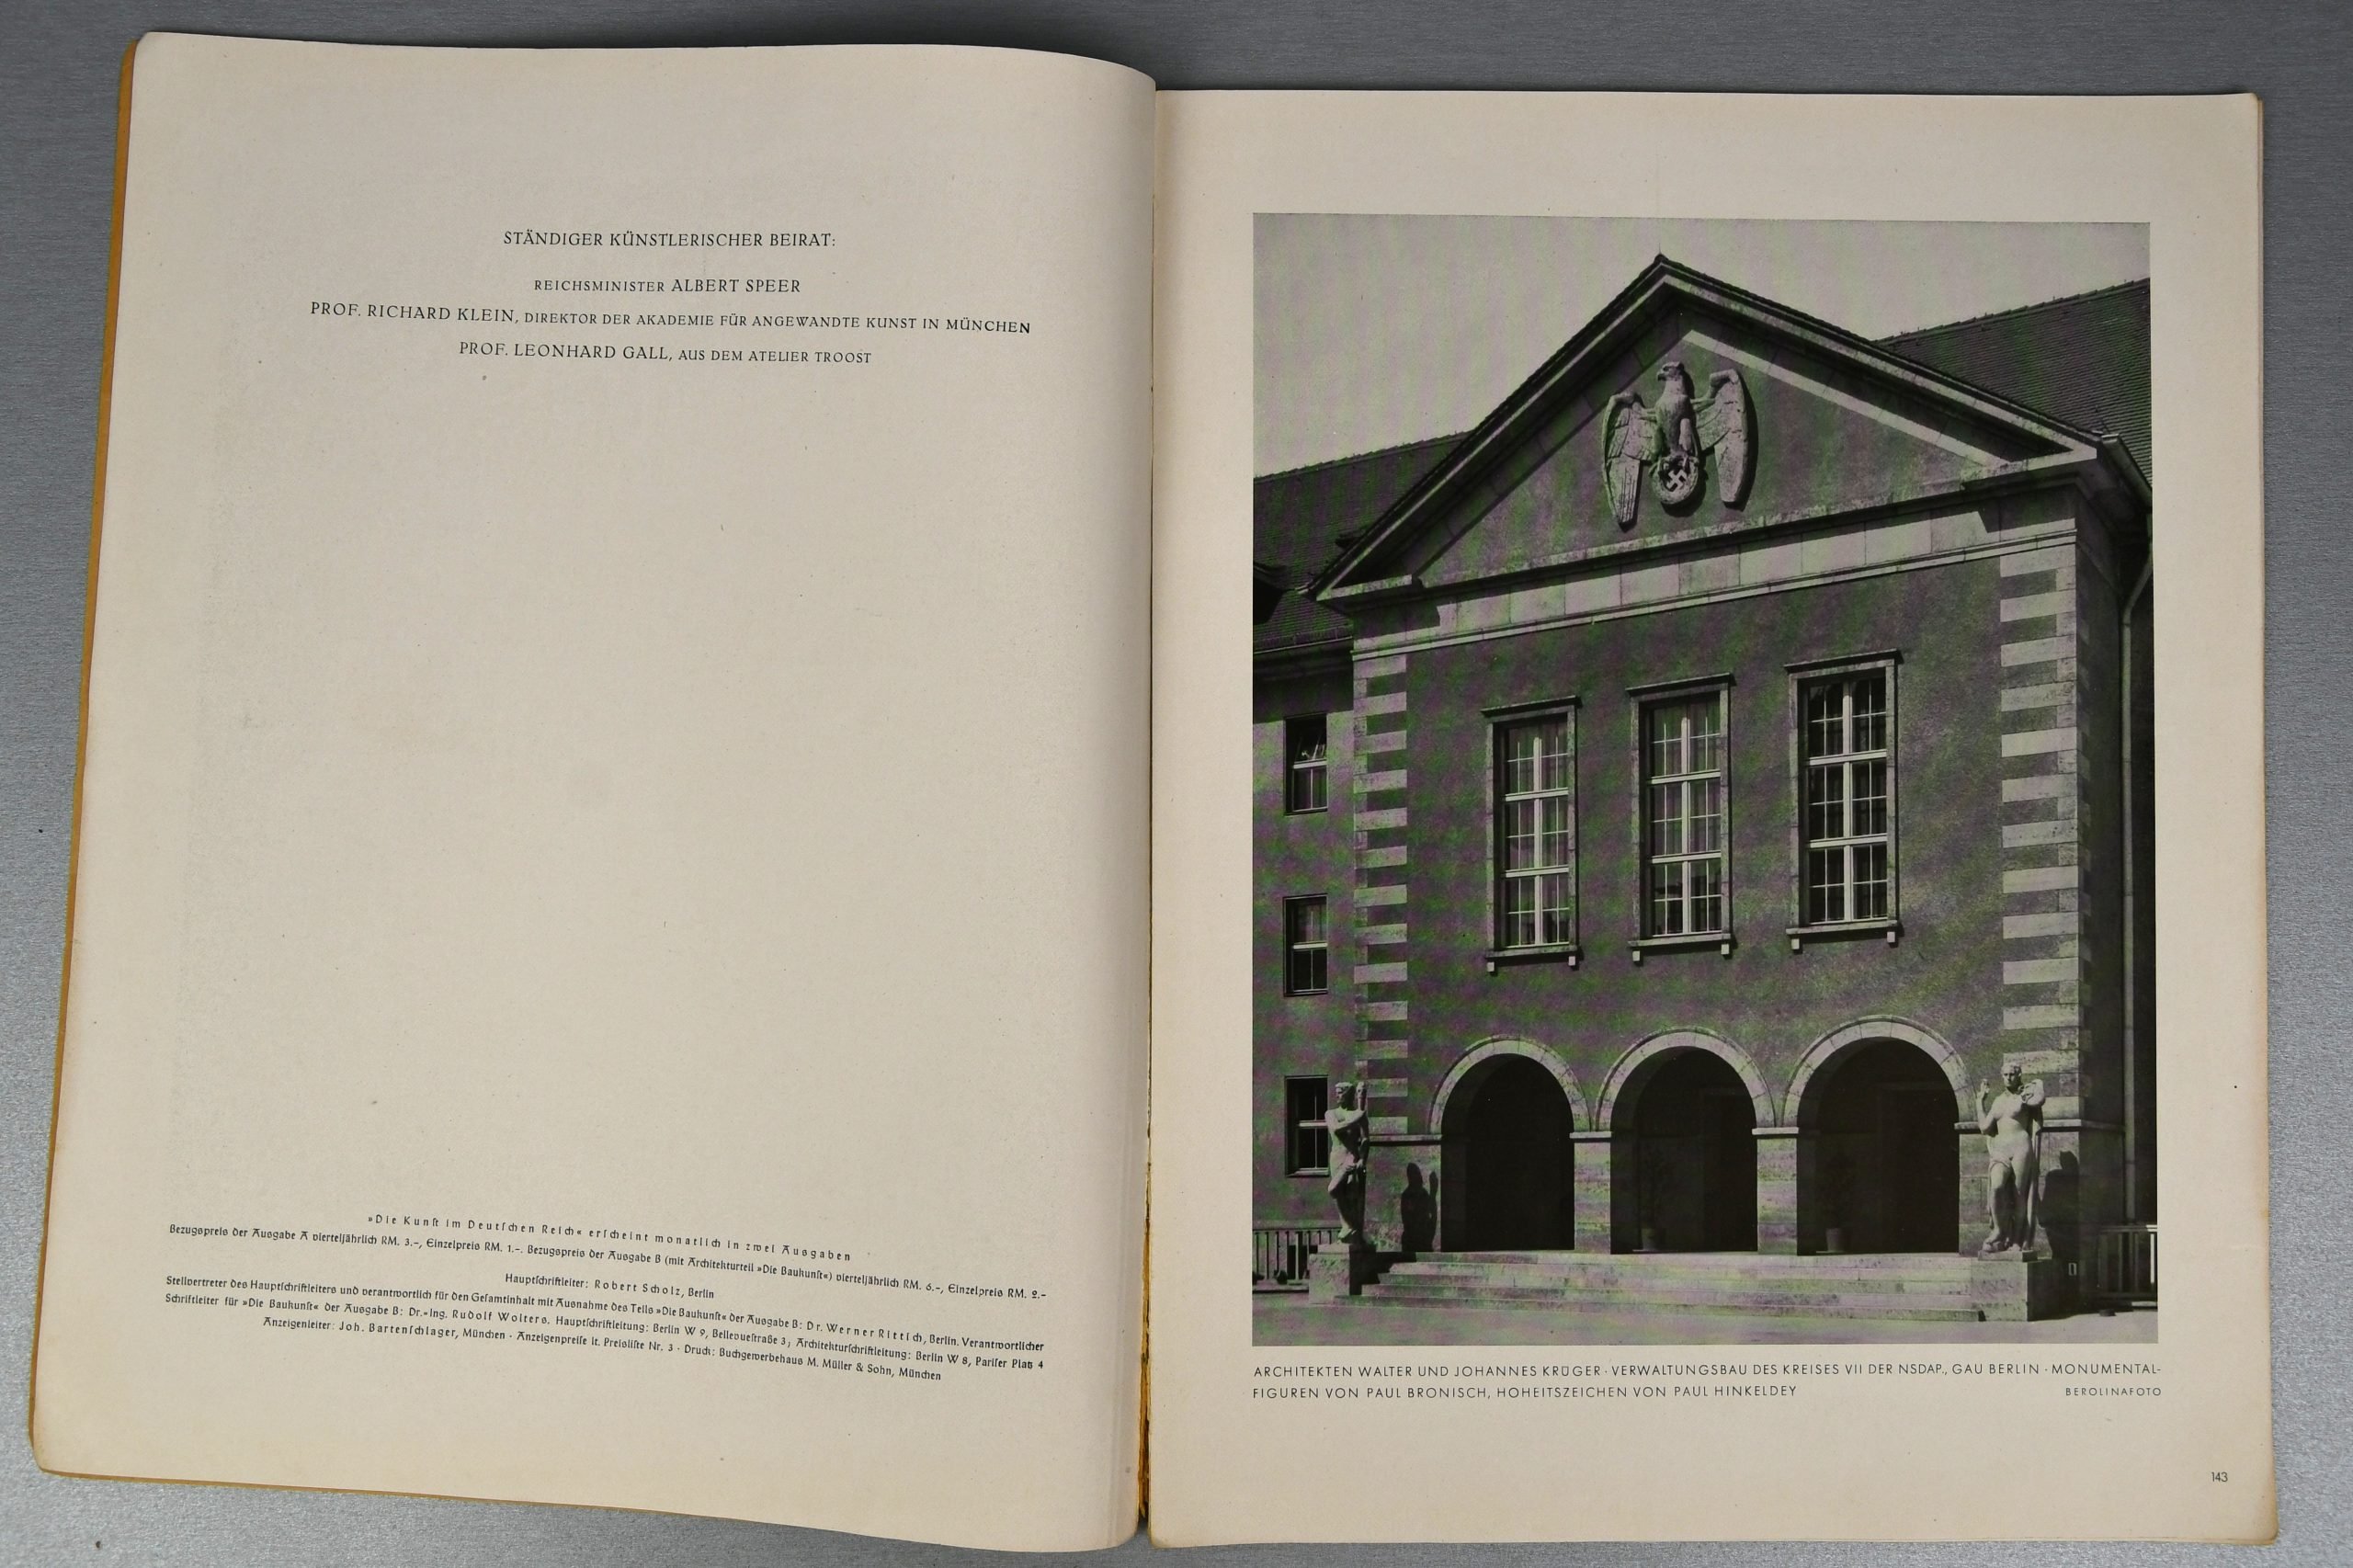 STÄNDIGER KÜNSTLERISCHER BEIRAT:
REICHSMINISTER ALBERT SPEER
PROF. RICHARD KLEIN, DIREKTOR DER AKADEMIE FÜR ANGEWANDTE KUNST IN MÜNCHEN
PROF. LEONHARD GALL, AUS DEM ATELIER TROOST
»Die Kunſt im Deutſchen Reich« erſcheint monatlich in zwei Ausgaben
Bezugspreis der Ausgabe A vierteljährlich RM. 3.–, Einzelpreis RM. 1.–. Bezugspreis der Ausgabe B (mit Architekturteil »Die Baukunſt«) vierteljährlich RM. 6.–, Einzelpreis RM. 2.–
Hauptſchriftleiter: Robert Scholz, Berlin
Stellvertreter des Hauptſchriftleiters und verantwortlich für den Geſamtinhalt mit Ausnahme des Teils »Die Baukunſt« der Ausgabe B: Dr. Werner Rittich, Berlin. Verantwortlicher
Schriftleiter für »Die Baukunſt« der Ausgabe B: Dr.-Ing. Rudolf Wolters. Hauptſchriftleitung: Berlin W 9, Bellevueſtraße 3; Architekturſchriftleitung: Berlin W 8, Pariſer Platz 4
Anzeigenleiter: Joh. Bartenſchlager, München · Anzeigenpreiſe lt. Preisliſte Nr. 3 · Druck: Buchgewerbehaus M. Müller & Sohn, München
ARCHITEKTEN WALTER UND JOHANNES KRÜGER · VERWALTUNGSBAU DES KREISES VII DER NSDAP., GAU BERLIN · MONUMENTAL-
FIGUREN VON PAUL BRONISCH, HOHEITSZEICHEN VON PAUL HINKELDEY
BEROLINAFOTO
143